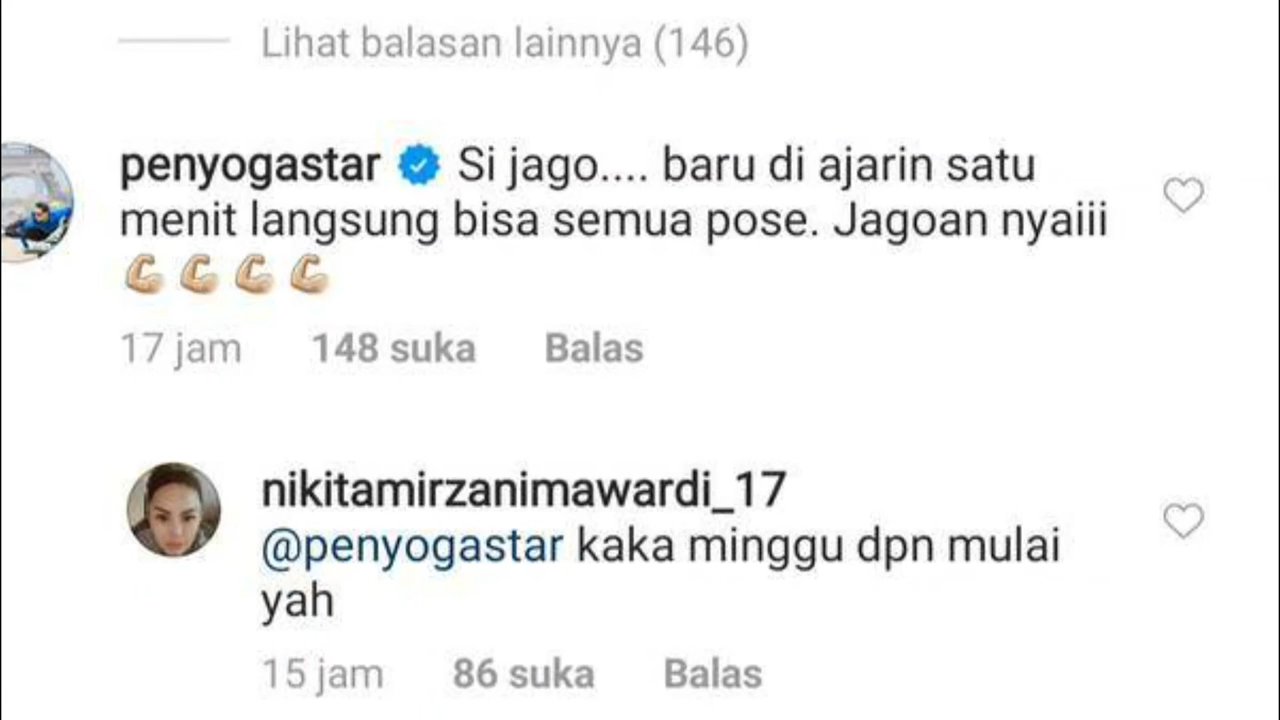 Lihat balasan lainnya (146)
penyogastar Si jago.... baru di ajarin satu
menit langsung bisa semua pose. Jagoan nyaiii
💪🏼💪🏼💪🏼💪🏼
17 jam 148 suka Balas
nikitamirzanimawardi_17
@penyogastar kaka minggu dpn mulai
yah
15 jam 86 suka Balas